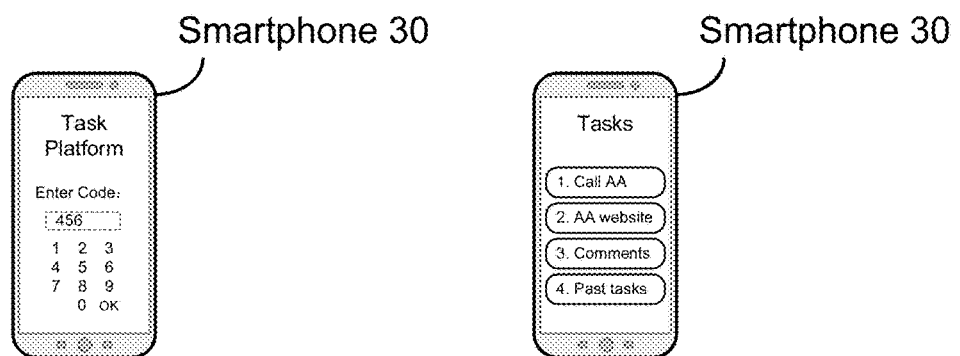 Smartphone 30
Task
Platform
Enter Code:
456
1 2 3
4 5 6
7 8 9
0 OK
Smartphone 30
Tasks
1. Call AA
2. AA website
3. Comments
4. Past tasks